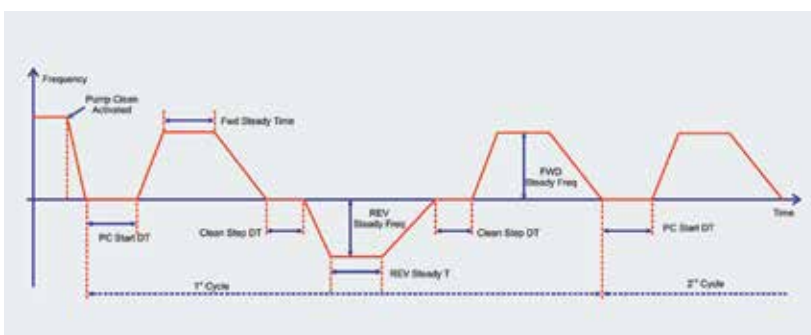 Frequency
Pump Clean
Activated
Fwd Steady Time
FWD
Steady Freq
Time
REV
Steady Freq
PC Start DT
Clean Step DT
Clean Step DT
PC Start DT
REV Steady T
1st Cycle
2nd Cycle